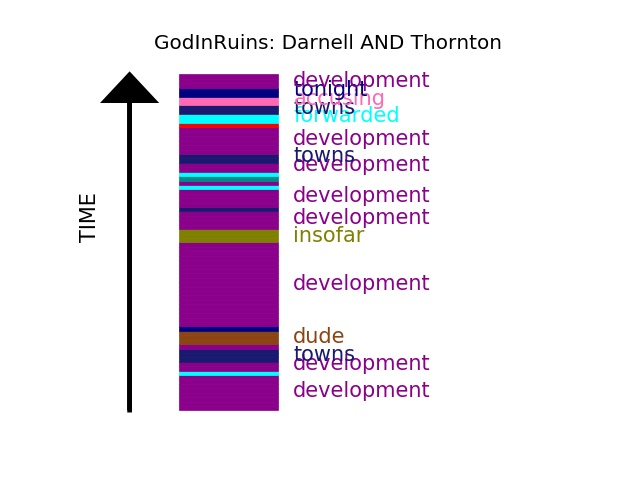 GodInRuins: Darnell AND Thornton
development
tonight
accusing
towns
forwarded
development
towns
development
development
development
insofar
development
dude
towns
development
development
TIME